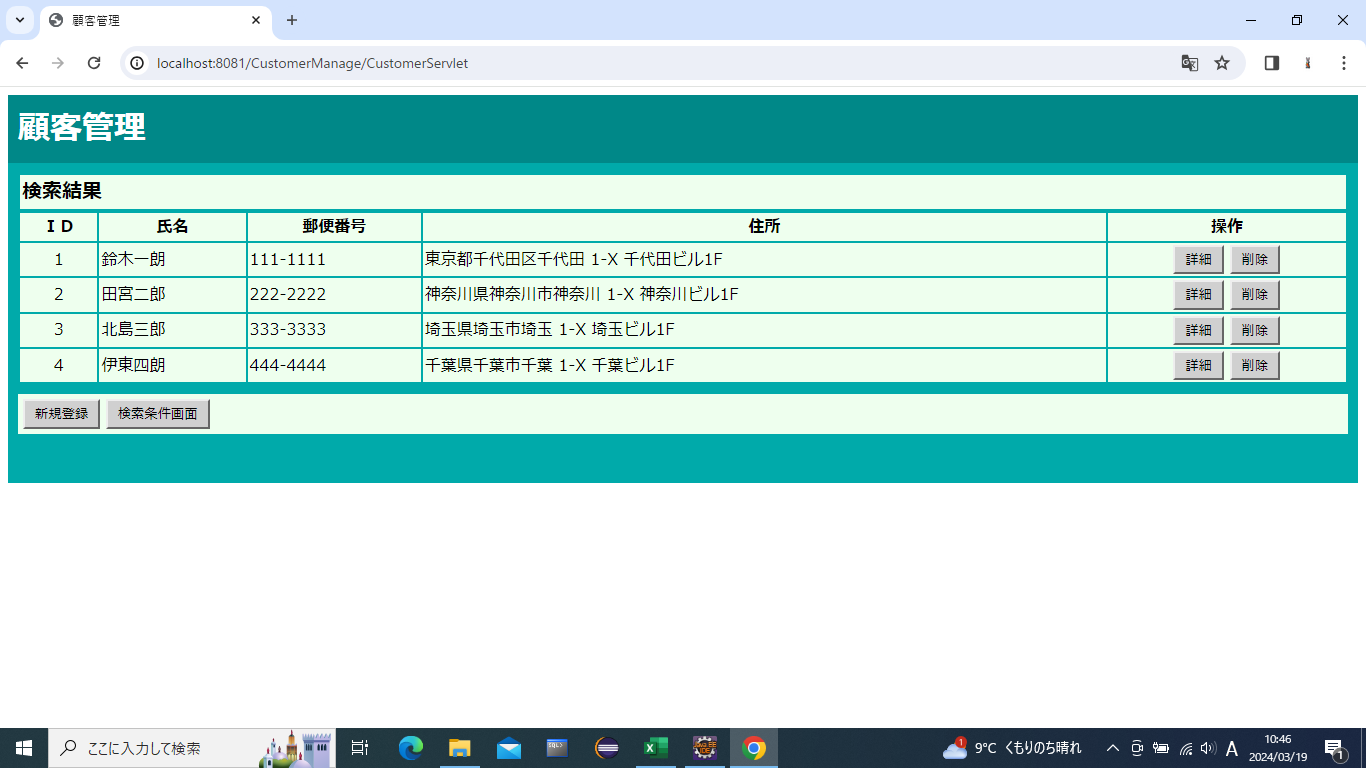 顧客管理
localhost:8081/CustomerManage/CustomerServlet
顧客管理
検索結果
ＩＤ 氏名 郵便番号 住所 操作
1 鈴木一朗 111-1111 東京都千代田区千代田 1-X 千代田ビル1F 詳細 削除
2 田宮二郎 222-2222 神奈川県神奈川市神奈川 1-X 神奈川ビル1F 詳細 削除
3 北島三郎 333-3333 埼玉県埼玉市埼玉 1-X 埼玉ビル1F 詳細 削除
4 伊東四朗 444-4444 千葉県千葉市千葉 1-X 千葉ビル1F 詳細 削除
新規登録 検索条件画面
ここに入力して検索
1 9°C くもりのち晴れ A 10:46
2024/03/19 1